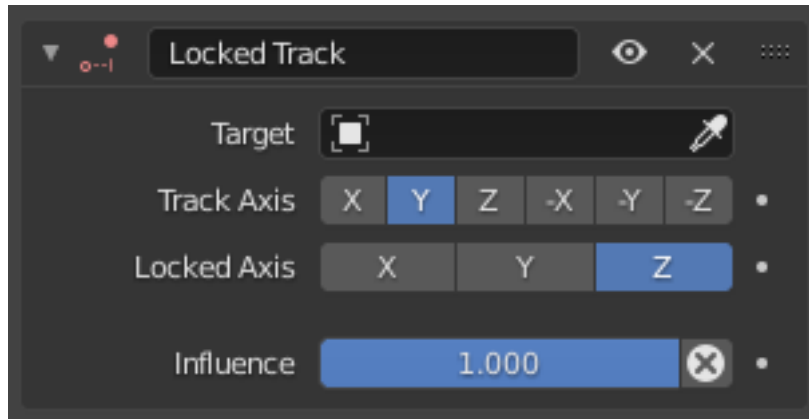 Locked Track
Target
Track Axis X Y Z -X -Y -Z
Locked Axis X Y Z
Influence 1.000